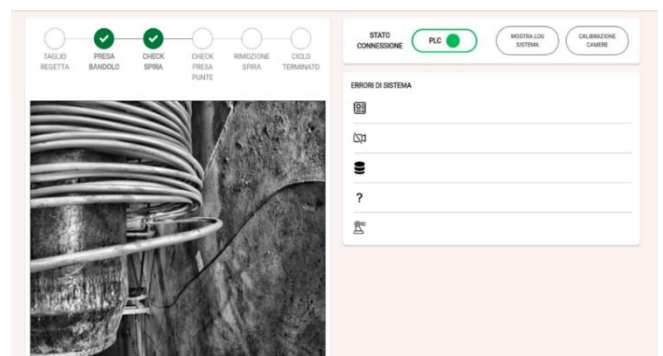 TAGLIO
REGETTA
PRESA
BANDOLO
CHECK
SPIRA
CHECK
PRESA
PUNTE
RIMOZIONE
SPIRA
CICLO
TERMINATO
STATO
CONNESSIONE
PLC
MOSTRA LOG
SISTEMA
CALIBRAZIONE
CAMERE
ERRORI DI SISTEMA
?